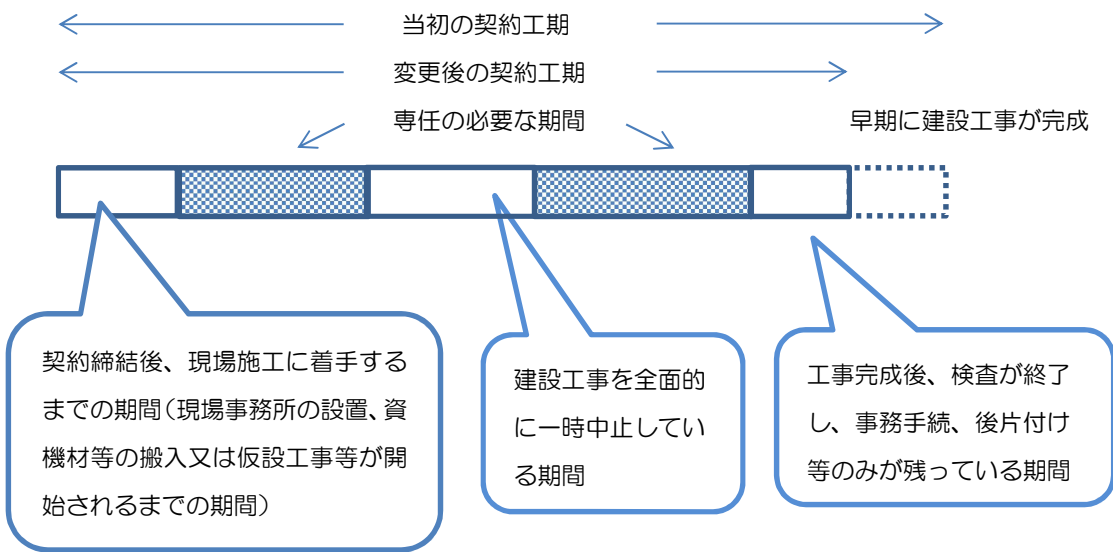 当初の契約工期
変更後の契約工期
専任の必要な期間
早期に建設工事が完成
契約締結後、現場施工に着手する
までの期間（現場事務所の設置、資
機材等の搬入又は仮設工事等が開
始されるまでの期間）
建設工事を全面的
に一時中止してい
る期間
工事完成後、検査が終了
し、事務手続、後片付け
等のみが残っている期間